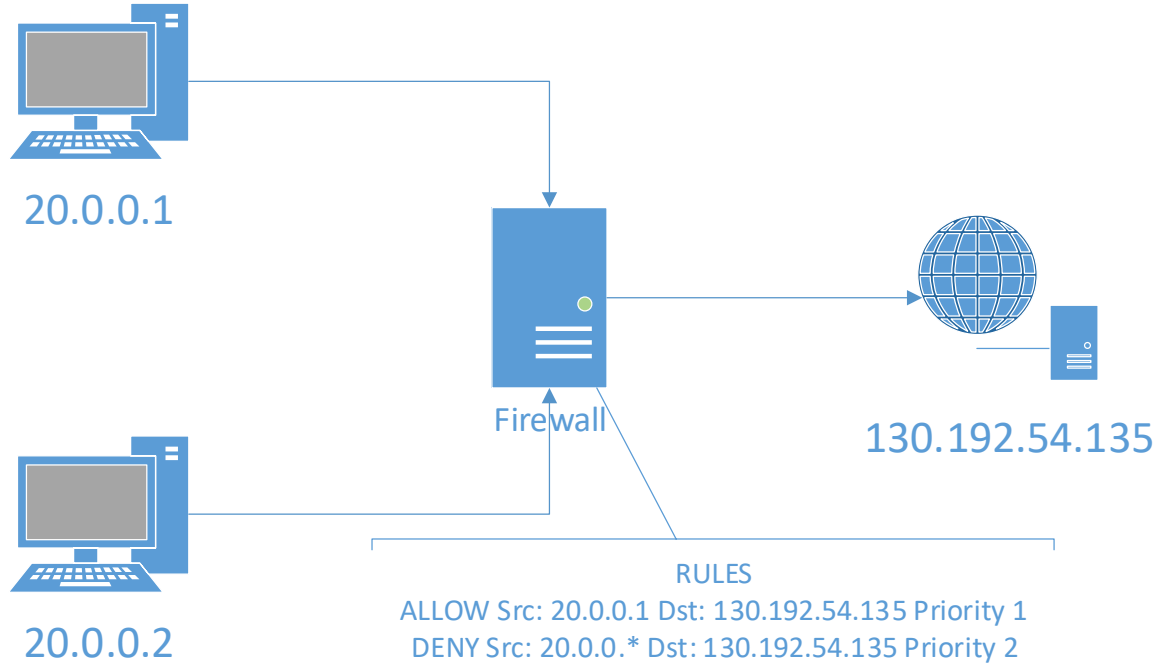 20.0.0.1
Firewall
130.192.54.135
20.0.0.2
RULES
ALLOW Src: 20.0.0.1 Dst: 130.192.54.135 Priority 1
DENY Src: 20.0.0.* Dst: 130.192.54.135 Priority 2